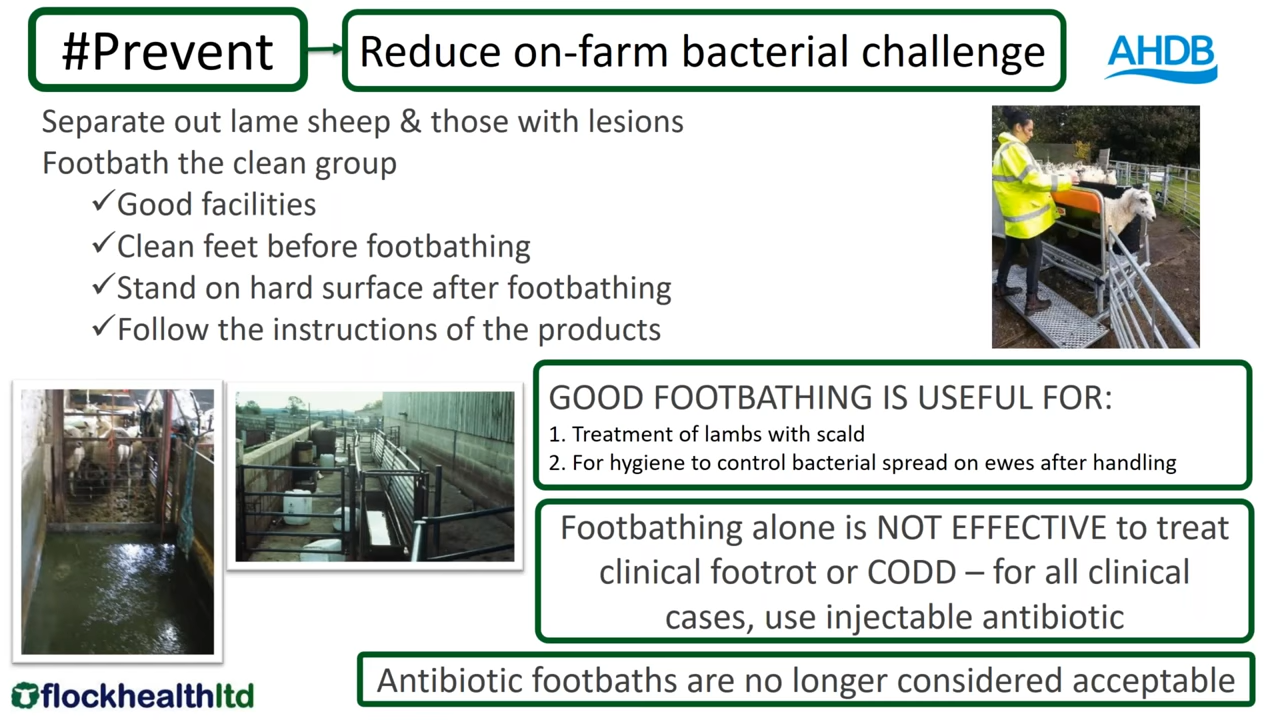 #Prevent
Reduce on-farm bacterial challenge
AHDB
Separate out lame sheep & those with lesions
Footbath the clean group
✓Good facilities
✓Clean feet before footbathing
✓Stand on hard surface after footbathing
✓Follow the instructions of the products
GOOD FOOTBATHING IS USEFUL FOR:
1. Treatment of lambs with scald
2. For hygiene to control bacterial spread on ewes after handling
Footbathing alone is NOT EFFECTIVE to treat
clinical footrot or CODD – for all clinical
cases, use injectable antibiotic
Antibiotic footbaths are no longer considered acceptable
flockhealthltd